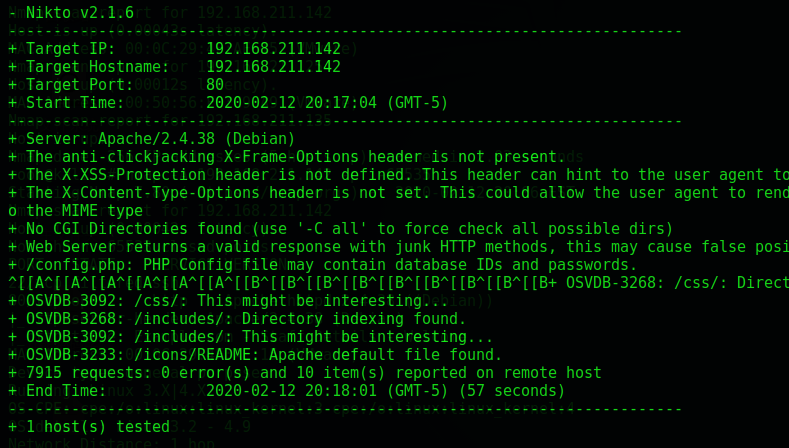 - Nikto v2.1.6
---------------------------------------------------------------------------
+ Target IP:          192.168.211.142
+ Target Hostname:    192.168.211.142
+ Target Port:        80
+ Start Time:         2020-02-12 20:17:04 (GMT-5)
---------------------------------------------------------------------------
+ Server: Apache/2.4.38 (Debian)
+ The anti-clickjacking X-Frame-Options header is not present.
+ The X-XSS-Protection header is not defined. This header can hint to the user agent to
+ The X-Content-Type-Options header is not set. This could allow the user agent to rend
o the MIME type
+ No CGI Directories found (use '-C all' to force check all possible dirs)
+ Web Server returns a valid response with junk HTTP methods, this may cause false posi
+ /config.php: PHP Config file may contain database IDs and passwords.
^[[A^[[A^[[A^[[A^[[A^[[A^[[B^[[B^[[B^[[B^[[B^[[B^[[B^[[B^[[B+ OSVDB-3268: /css/: Direct
+ OSVDB-3092: /css/: This might be interesting...
+ OSVDB-3268: /includes/: Directory indexing found.
+ OSVDB-3092: /includes/: This might be interesting...
+ OSVDB-3233: /icons/README: Apache default file found.
+ 7915 requests: 0 error(s) and 10 item(s) reported on remote host
+ End Time:           2020-02-12 20:18:01 (GMT-5) (57 seconds)
---------------------------------------------------------------------------
+ 1 host(s) tested
Network Distance: 1 hop